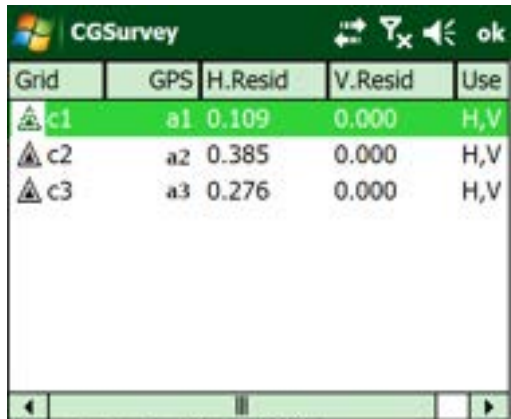 CGSurvey ok
Grid GPS H.Resid V.Resid Use
c1 a1 0.109 0.000 H,V
c2 a2 0.385 0.000 H,V
c3 a3 0.276 0.000 H,V